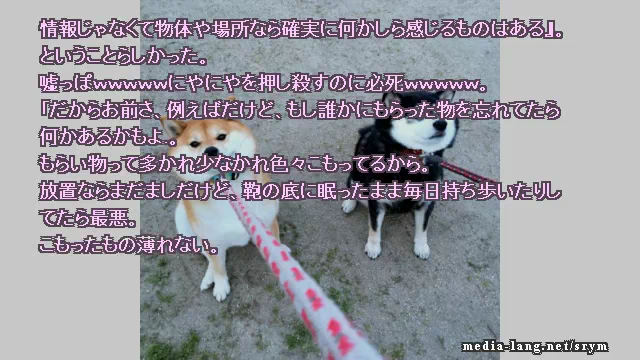 情報じゃなくて物体や場所なら確実に何かしら感じるものはある』。
ということらしかった。
嘘っぽwwwwwにやにやを押し殺すのに必死wwwww。
「だからお前さ、例えばだけど、もし誰かにもらった物を忘れてたら
何かあるかもよ.。
もらい物って多かれ少なかれ色々こもってるから。
放置ならまだましだけど、鞄の底に眠ったまま毎日持ち歩いたりし
てたら最悪。
こもったもの薄れない。
media-lang.net/srym